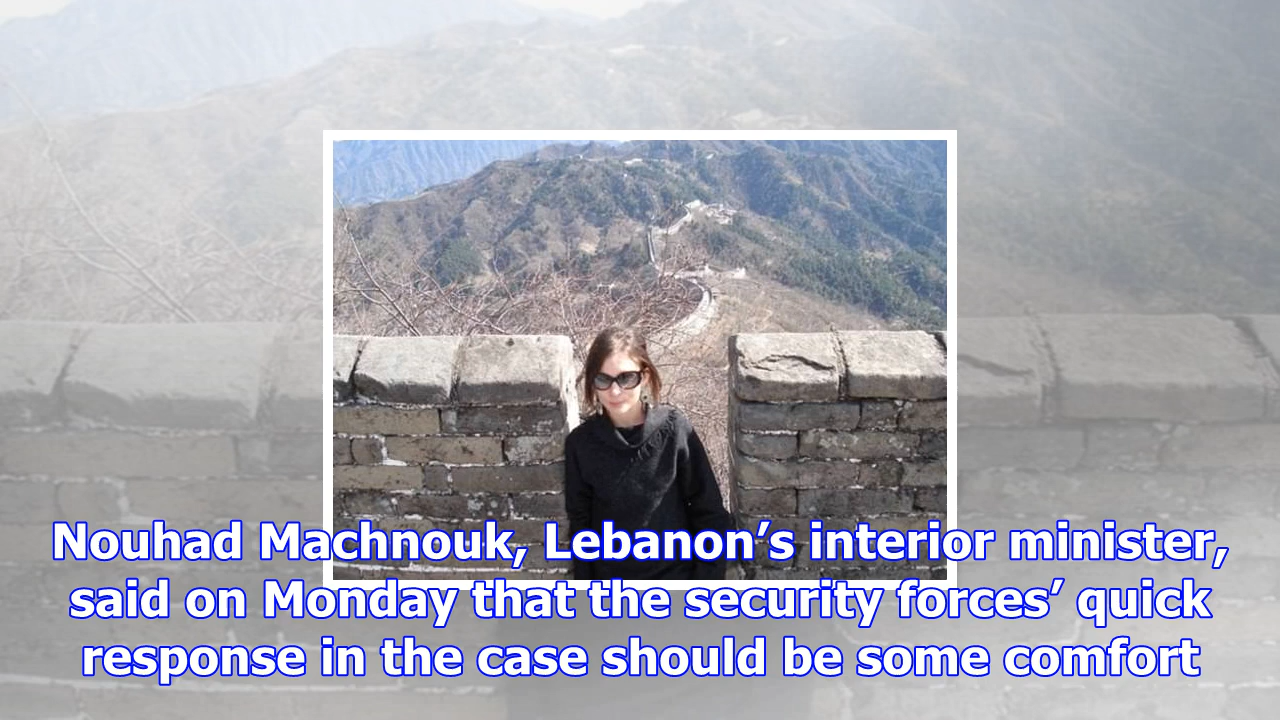 Nouhad Machnouk, Lebanon’s interior minister,
said on Monday that the security forces’ quick
response in the case should be some comfort